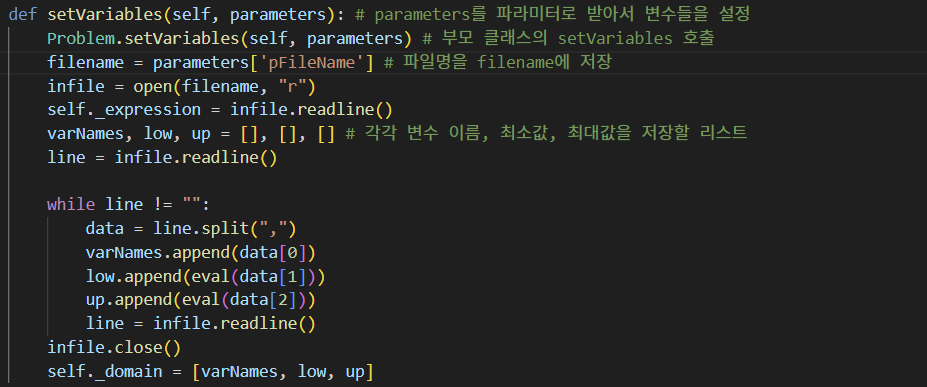 def setVariables(self, parameters): # parameters를 파라미터로 받아서 변수들을 설정
    Problem.setVariables(self, parameters) # 부모 클래스의 setVariables 호출
    filename = parameters['pFileName'] # 파일명을 filename에 저장
    infile = open(filename, "r")
    self._expression = infile.readline()
    varNames, low, up = [], [], [] # 각각 변수 이름, 최소값, 최대값을 저장할 리스트
    line = infile.readline()

    while line != "":
        data = line.split(",")
        varNames.append(data[0])
        low.append(eval(data[1]))
        up.append(eval(data[2]))
        line = infile.readline()
    infile.close()
    self._domain = [varNames, low, up]